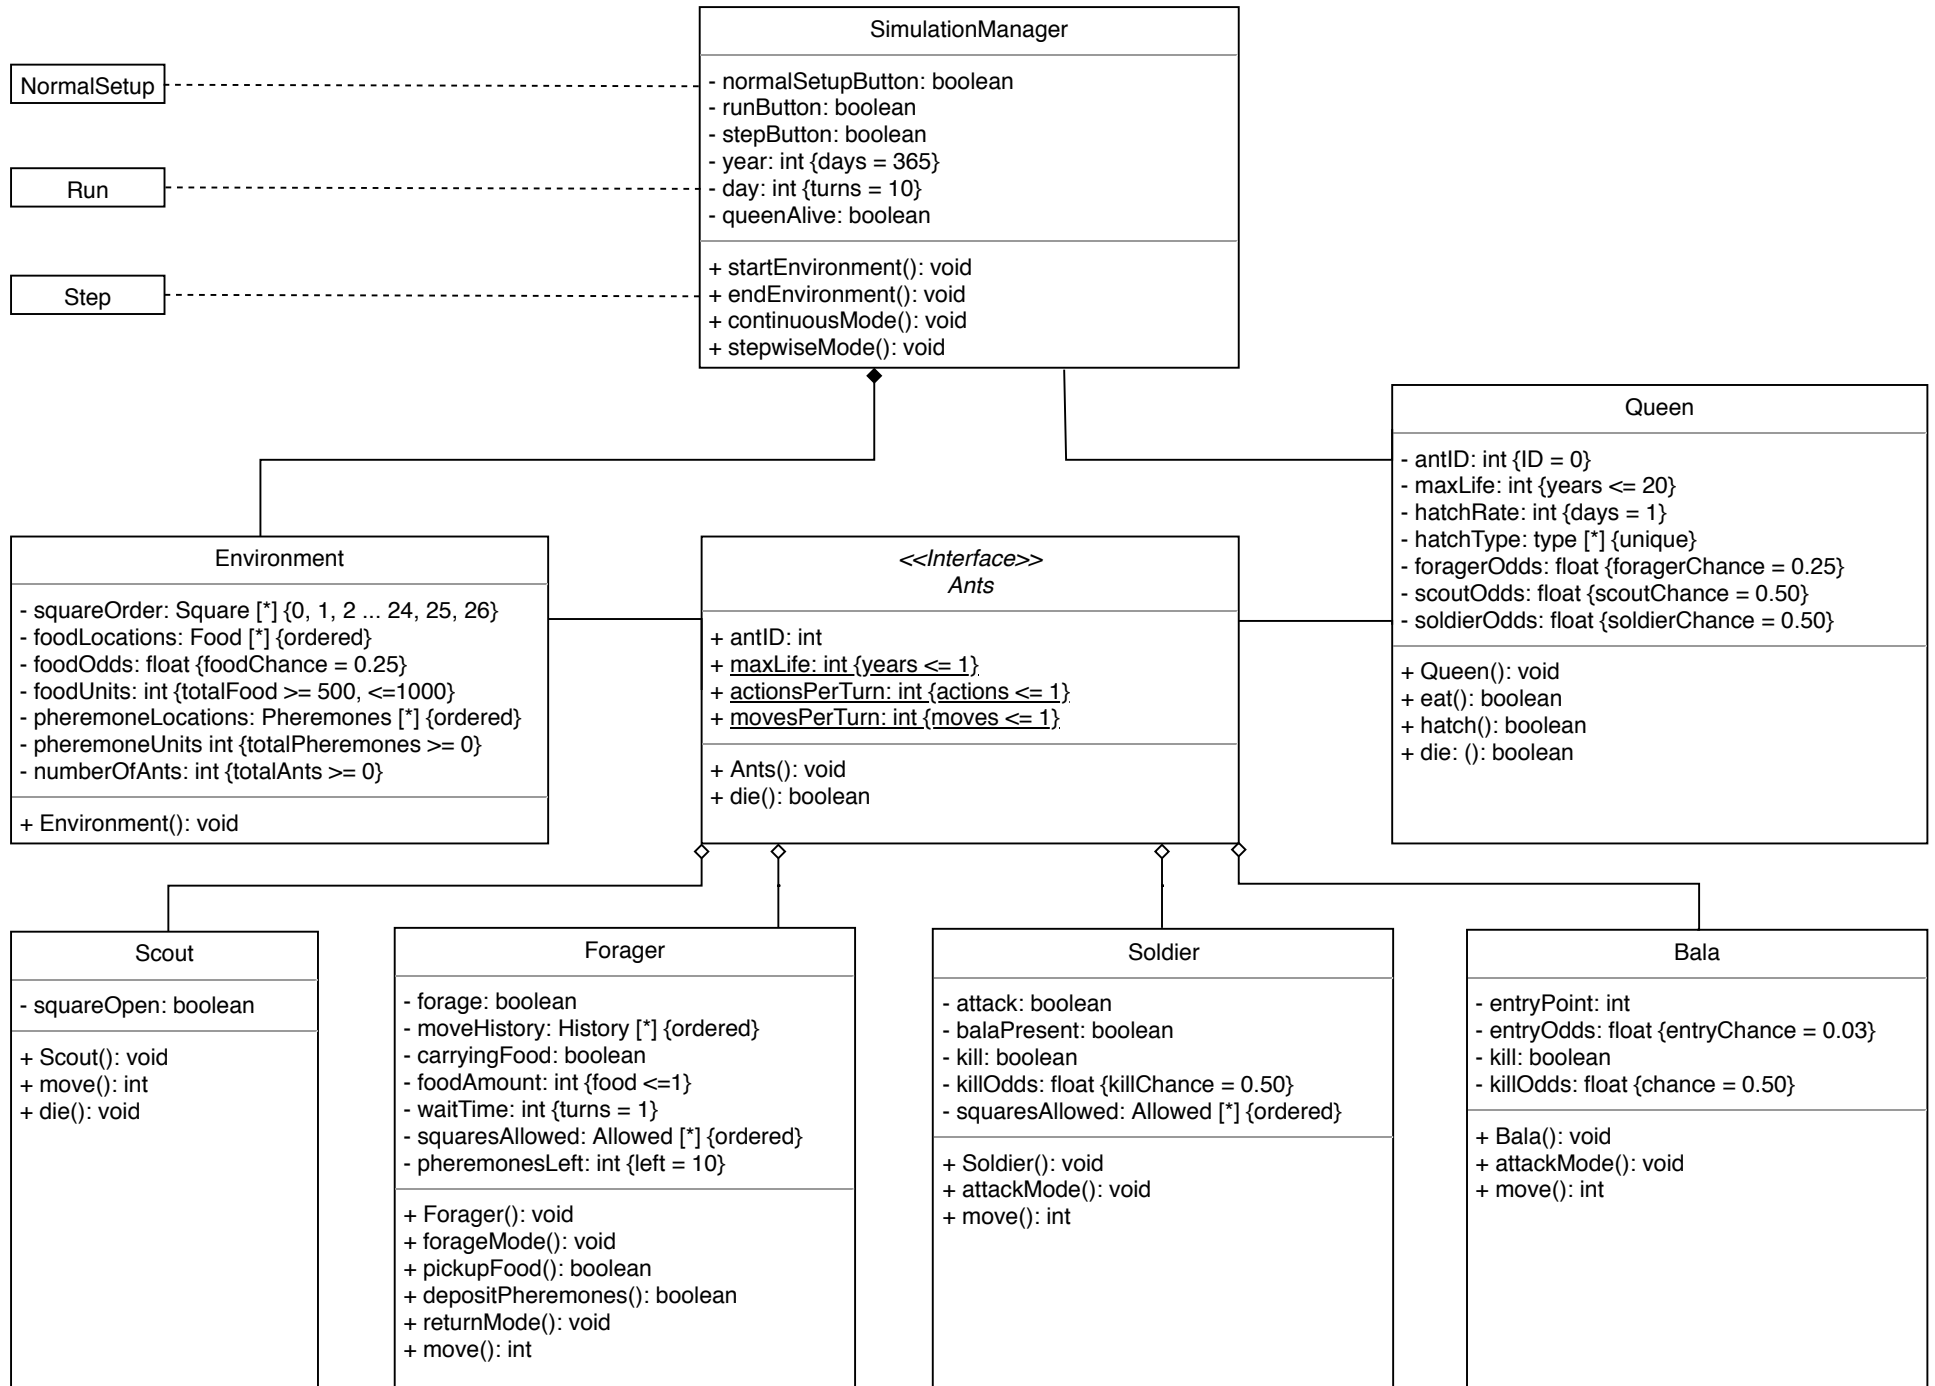 SimulationManager
- normalSetupButton: boolean
- runButton: boolean
- stepButton: boolean
- year: int {days = 365}
- day: int {turns = 10}
- queenAlive: boolean
+ startEnvironment(): void
+ endEnvironment(): void
+ continuousMode(): void
+ stepwiseMode(): void
NormalSetup
Run
Step
Queen
- antID: int {ID = 0}
- maxLife: int {years <= 20}
- hatchRate: int {days = 1}
- hatchType: type [*] {unique}
- foragerOdds: float {foragerChance = 0.25}
- scoutOdds: float {scoutChance = 0.50}
- soldierOdds: float {soldierChance = 0.50}
+ Queen(): void
+ eat(): boolean
+ hatch(): boolean
+ die: (): boolean
Environment
- squareOrder: Square [*] {0, 1, 2 ... 24, 25, 26}
- foodLocations: Food [*] {ordered}
- foodOdds: float {foodChance = 0.25}
- foodUnits: int {totalFood >= 500, <=1000}
- pheremoneLocations: Pheremones [*] {ordered}
- pheremoneUnits int {totalPheremones >= 0}
- numberOfAnts: int {totalAnts >= 0}
+ Environment(): void
<<Interface>>
Ants
+ antID: int
+ maxLife: int {years <= 1}
+ actionsPerTurn: int {actions <= 1}
+ movesPerTurn: int {moves <= 1}
+ Ants(): void
+ die(): boolean
Scout
- squareOpen: boolean
+ Scout(): void
+ move(): int
+ die(): void
Forager
- forage: boolean
- moveHistory: History [*] {ordered}
- carryingFood: boolean
- foodAmount: int {food <=1}
- waitTime: int {turns = 1}
- squaresAllowed: Allowed [*] {ordered}
- pheremonesLeft: int {left = 10}
+ Forager(): void
+ forageMode(): void
+ pickupFood(): boolean
+ depositPheremones(): boolean
+ returnMode(): void
+ move(): int
Soldier
- attack: boolean
- balaPresent: boolean
- kill: boolean
- killOdds: float {killChance = 0.50}
- squaresAllowed: Allowed [*] {ordered}
+ Soldier(): void
+ attackMode(): void
+ move(): int
Bala
- entryPoint: int
- entryOdds: float {entryChance = 0.03}
- kill: boolean
- killOdds: float {chance = 0.50}
+ Bala(): void
+ attackMode(): void
+ move(): int